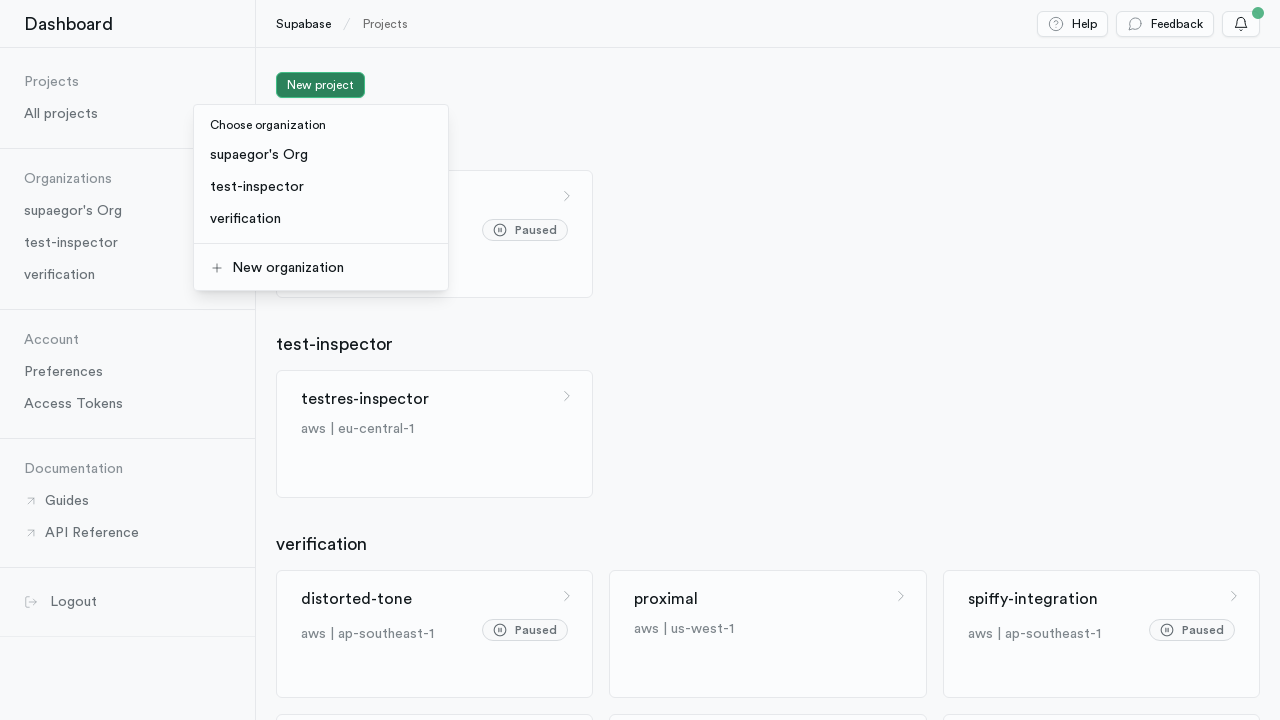 Dashboard
Supabase
Projects
Help
Feedback
Projects
All projects
Organizations
supaegor's Org
test-inspector
verification
Account
Preferences
Access Tokens
Documentation
Guides
API Reference
Logout
New project
Choose organization
supaegor's Org
test-inspector
verification
New organization
Paused
test-inspector
testres-inspector
aws | eu-central-1
verification
distorted-tone
aws | ap-southeast-1
Paused
proximal
aws | us-west-1
spiffy-integration
aws | ap-southeast-1
Paused